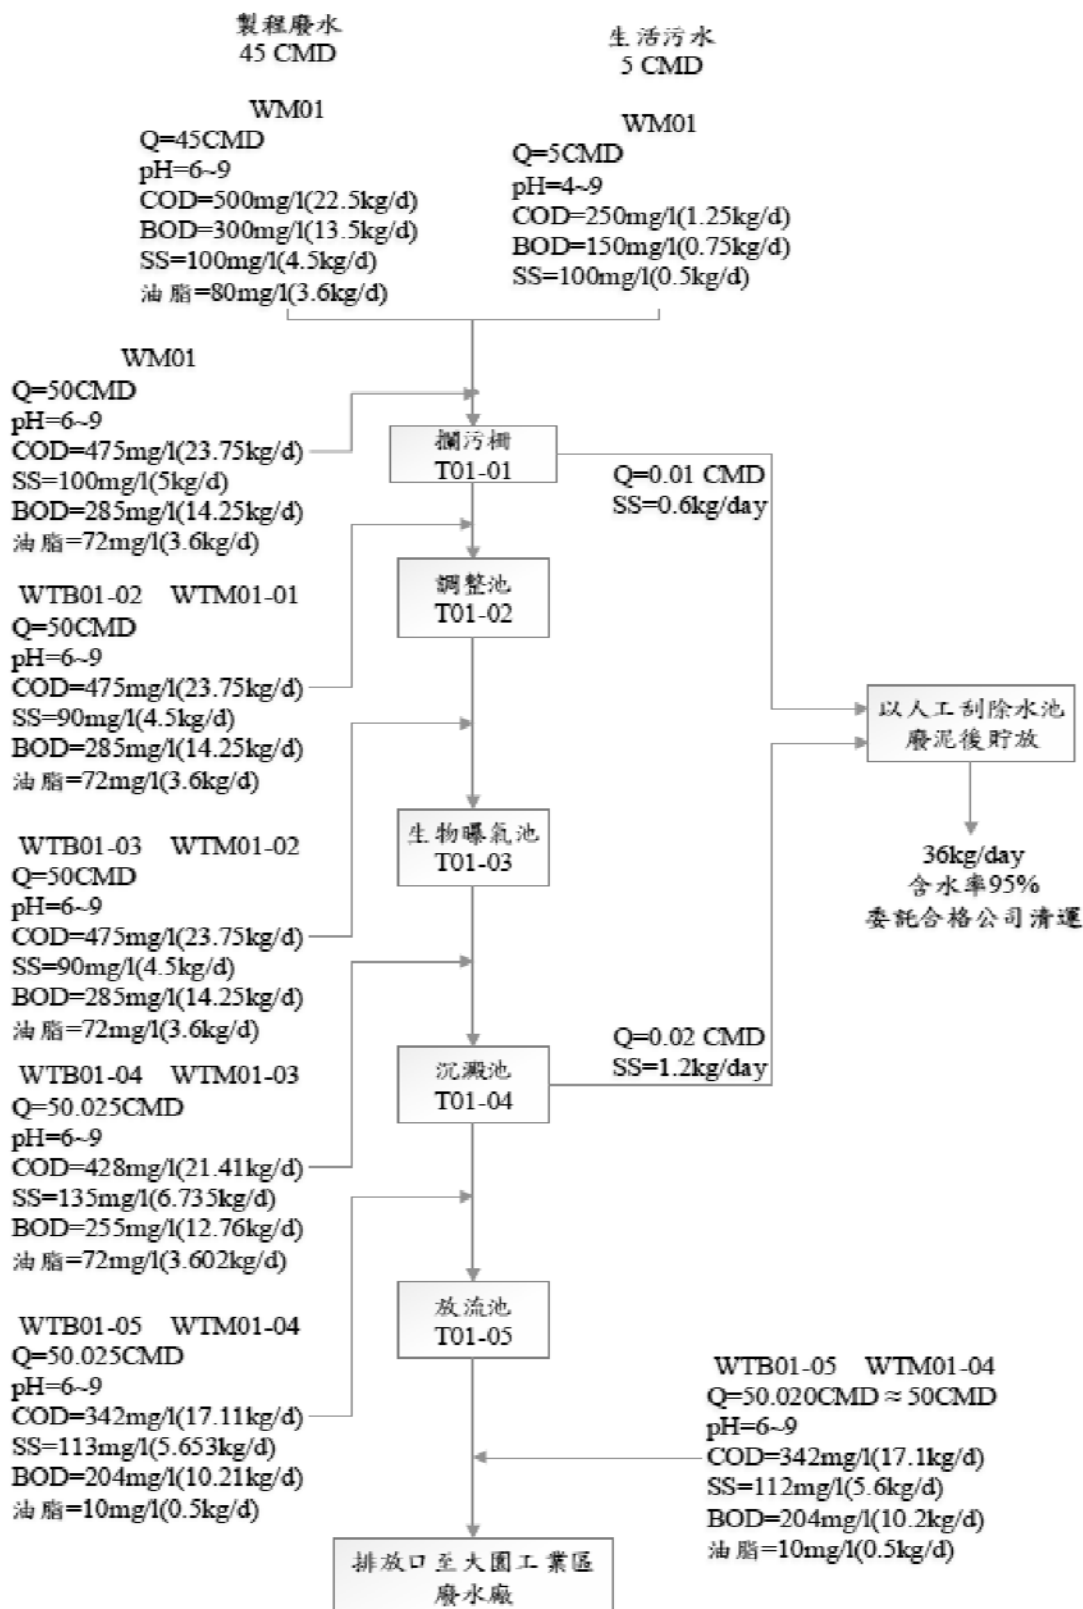 製程廢水
45 CMD
生活污水
5 CMD
WM01
Q=45CMD
pH=6~9
COD=500mg/l(22.5kg/d)
BOD=300mg/l(13.5kg/d)
SS=100mg/l(4.5kg/d)
油脂=80mg/l(3.6kg/d)
WM01
Q=5CMD
pH=4~9
COD=250mg/l(1.25kg/d)
BOD=150mg/l(0.75kg/d)
SS=100mg/l(0.5kg/d)
WM01
Q=50CMD
pH=6~9
COD=475mg/l(23.75kg/d)
SS=100mg/l(5kg/d)
BOD=285mg/l(14.25kg/d)
油脂=72mg/l(3.6kg/d)
攔污柵
T01-01
Q=0.01 CMD
SS=0.6kg/day
調整池
T01-02
WTB01-02 WTM01-01
Q=50CMD
pH=6~9
COD=475mg/l(23.75kg/d)
SS=90mg/l(4.5kg/d)
BOD=285mg/l(14.25kg/d)
油脂=72mg/l(3.6kg/d)
以人工刮除水池
廢泥後貯放
36kg/day
含水率95%
委託合格公司清運
生物曝氣池
T01-03
WTB01-03 WTM01-02
Q=50CMD
pH=6~9
COD=475mg/l(23.75kg/d)
SS=90mg/l(4.5kg/d)
BOD=285mg/l(14.25kg/d)
油脂=72mg/l(3.6kg/d)
沉澱池
T01-04
Q=0.02 CMD
SS=1.2kg/day
WTB01-04 WTM01-03
Q=50.025CMD
pH=6~9
COD=428mg/l(21.41kg/d)
SS=135mg/l(6.735kg/d)
BOD=255mg/l(12.76kg/d)
油脂=72mg/l(3.602kg/d)
放流池
T01-05
WTB01-05 WTM01-04
Q=50.025CMD
pH=6~9
COD=342mg/l(17.11kg/d)
SS=113mg/l(5.653kg/d)
BOD=204mg/l(10.21kg/d)
油脂=10mg/l(0.5kg/d)
WTB01-05 WTM01-04
Q=50.020CMD≈50CMD
pH=6~9
COD=342mg/l(17.1kg/d)
SS=112mg/l(5.6kg/d)
BOD=204mg/l(10.2kg/d)
油脂=10mg/l(0.5kg/d)
排放口至大園工業區
廢水廠